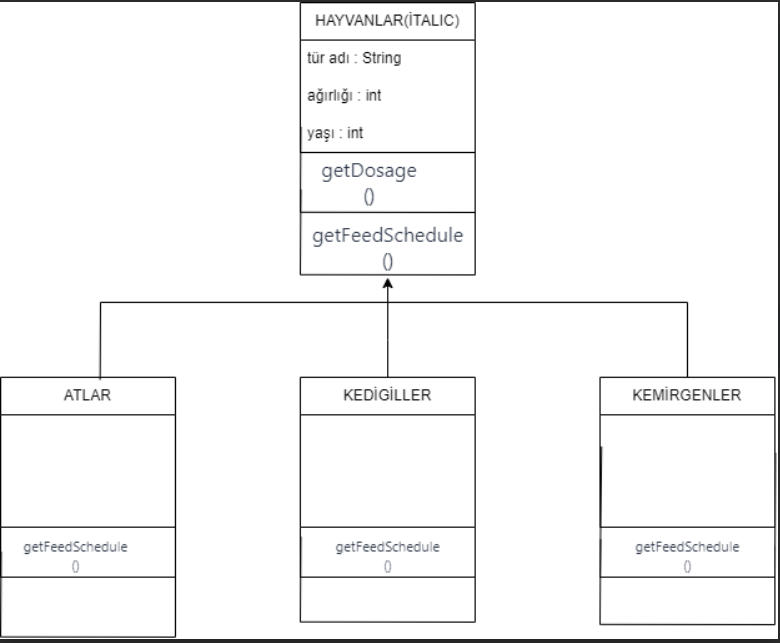 HAYVANLAR(İTALIC)
tür adı : String
ağırlığı : int
yaşı : int
getDosage
()
getFeedSchedule
()
ATLAR
getFeedSchedule
()
KEDİGİLLER
getFeedSchedule
()
KEMİRGENLER
getFeedSchedule
()